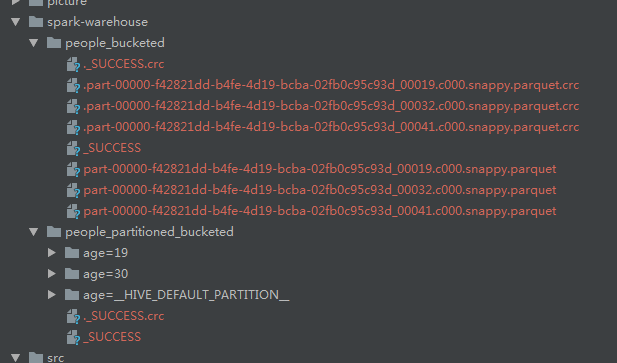 picture
spark-warehouse
people_bucketed
._SUCCESS.crc
.part-00000-f42821dd-b4fe-4d19-bcba-02fb0c95c93d_00019.c000.snappy.parquet.crc
.part-00000-f42821dd-b4fe-4d19-bcba-02fb0c95c93d_00032.c000.snappy.parquet.crc
.part-00000-f42821dd-b4fe-4d19-bcba-02fb0c95c93d_00041.c000.snappy.parquet.crc
_SUCCESS
part-00000-f42821dd-b4fe-4d19-bcba-02fb0c95c93d_00019.c000.snappy.parquet
part-00000-f42821dd-b4fe-4d19-bcba-02fb0c95c93d_00032.c000.snappy.parquet
part-00000-f42821dd-b4fe-4d19-bcba-02fb0c95c93d_00041.c000.snappy.parquet
people_partitioned_bucketed
age=19
age=30
age=__HIVE_DEFAULT_PARTITION__
._SUCCESS.crc
_SUCCESS
src